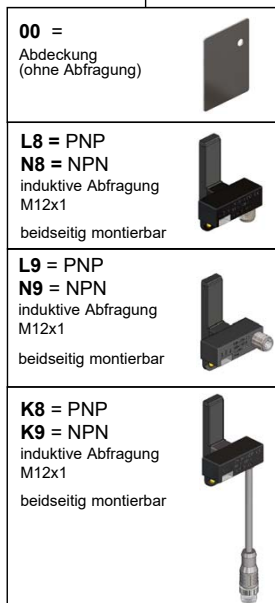 00 =
Abdeckung
(ohne Abfragung)
L8 = PNP
N8 = NPN
induktive Abfragung
M12x1
beidseitig montierbar
L9 = PNP
N9 = NPN
induktive Abfragung
M12x1
beidseitig montierbar
K8 = PNP
K9 = NPN
induktive Abfragung
M12x1
beidseitig montierbar